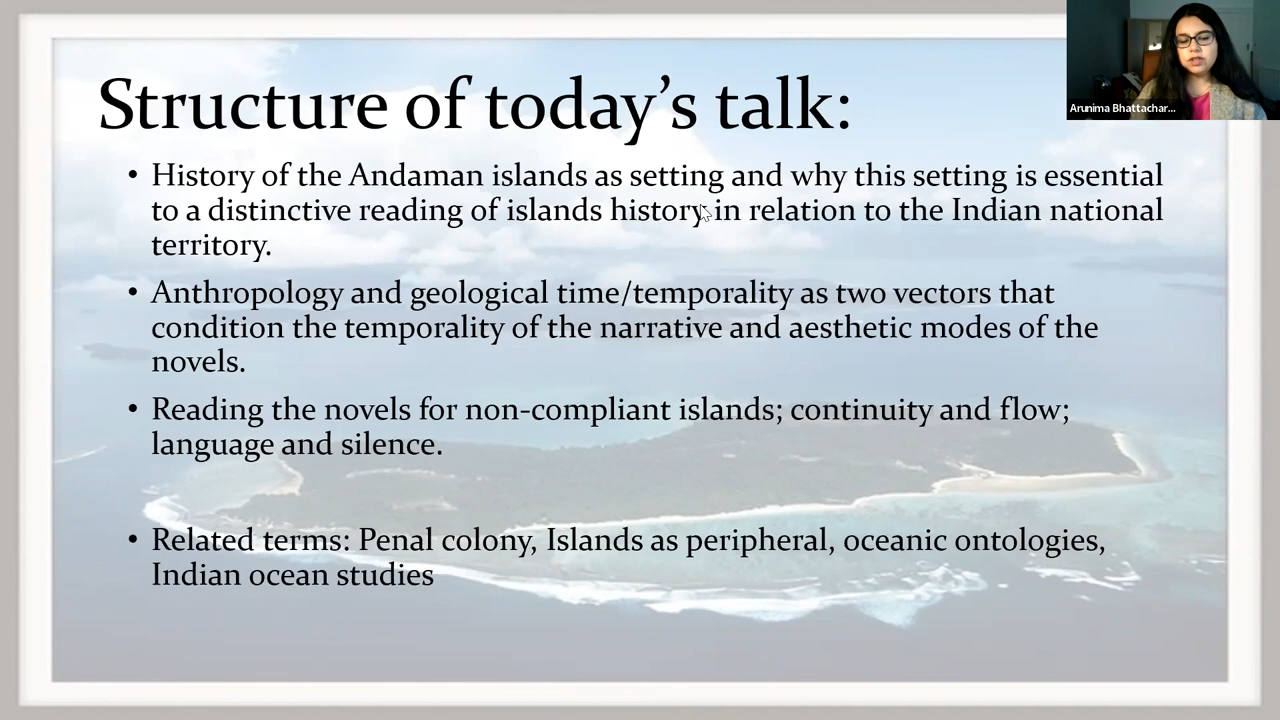 Structure of today’s talk:
• History of the Andaman islands as setting and why this setting is essential
to a distinctive reading of islands history in relation to the Indian national
territory.
• Anthropology and geological time/temporality as two vectors that
condition the temporality of the narrative and aesthetic modes of the
novels.
• Reading the novels for non-compliant islands; continuity and flow;
language and silence.
• Related terms: Penal colony, Islands as peripheral, oceanic ontologies,
Indian ocean studies
Arunima Bhattachar...